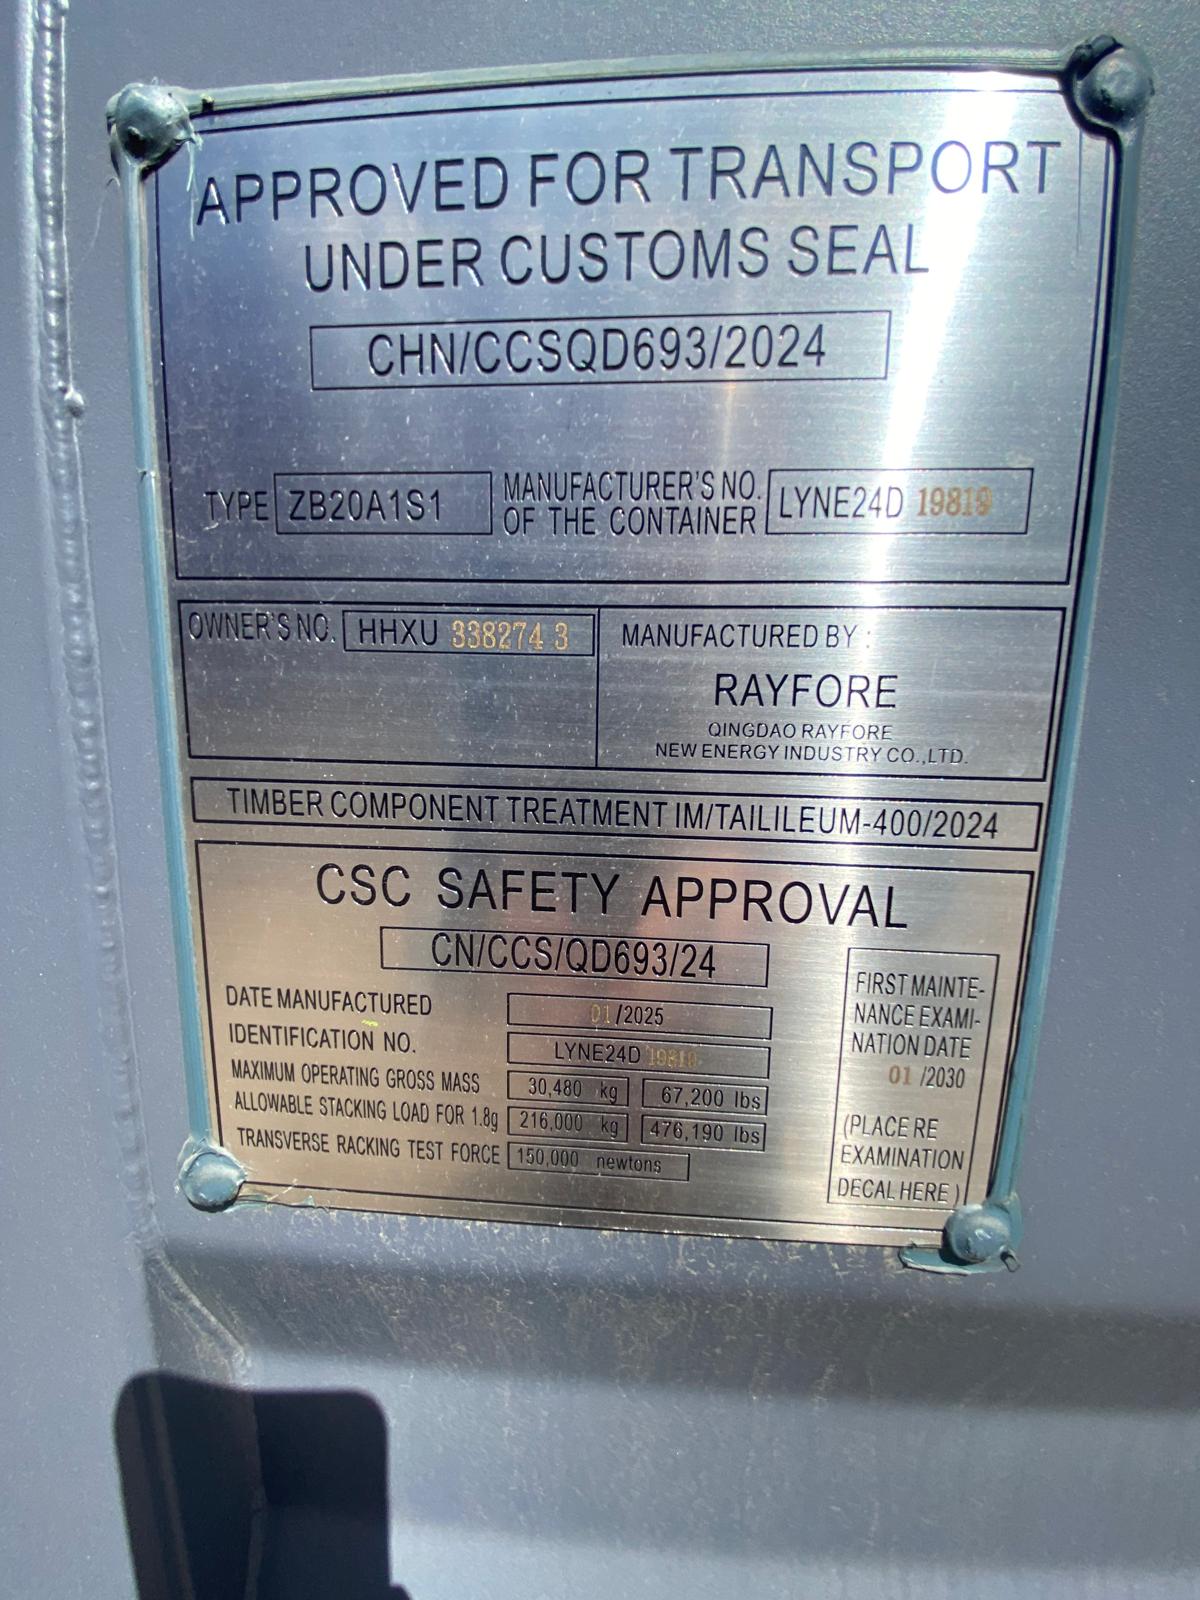 APPROVED FOR TRANSPORT
UNDER CUSTOMS SEAL
CHN/CCSQD693/2024
TYPE ZB20A1S1 MANUFACTURER'S NO. OF THE CONTAINER LYNE24D 19819
OWNER'S NO. HHXU 338274 3
MANUFACTURED BY :
RAYFORE
QINGDAO RAYFORE
NEW ENERGY INDUSTRY CO.,LTD.
TIMBER COMPONENT TREATMENT IM/TAILILEUM-400/2024
CSC SAFETY APPROVAL
CN/CCS/QD693/24
DATE MANUFACTURED 01/2025
IDENTIFICATION NO. LYNE24D 19819
MAXIMUM OPERATING GROSS MASS 30,480 kg 67,200 lbs
ALLOWABLE STACKING LOAD FOR 1.8g 216,000 kg 476,190 lbs
TRANSVERSE RACKING TEST FORCE 150,000 newtons
FIRST MAINTE-
NANCE EXAMI-
NATION DATE
01 /2030
(PLACE RE
EXAMINATION
DECAL HERE )